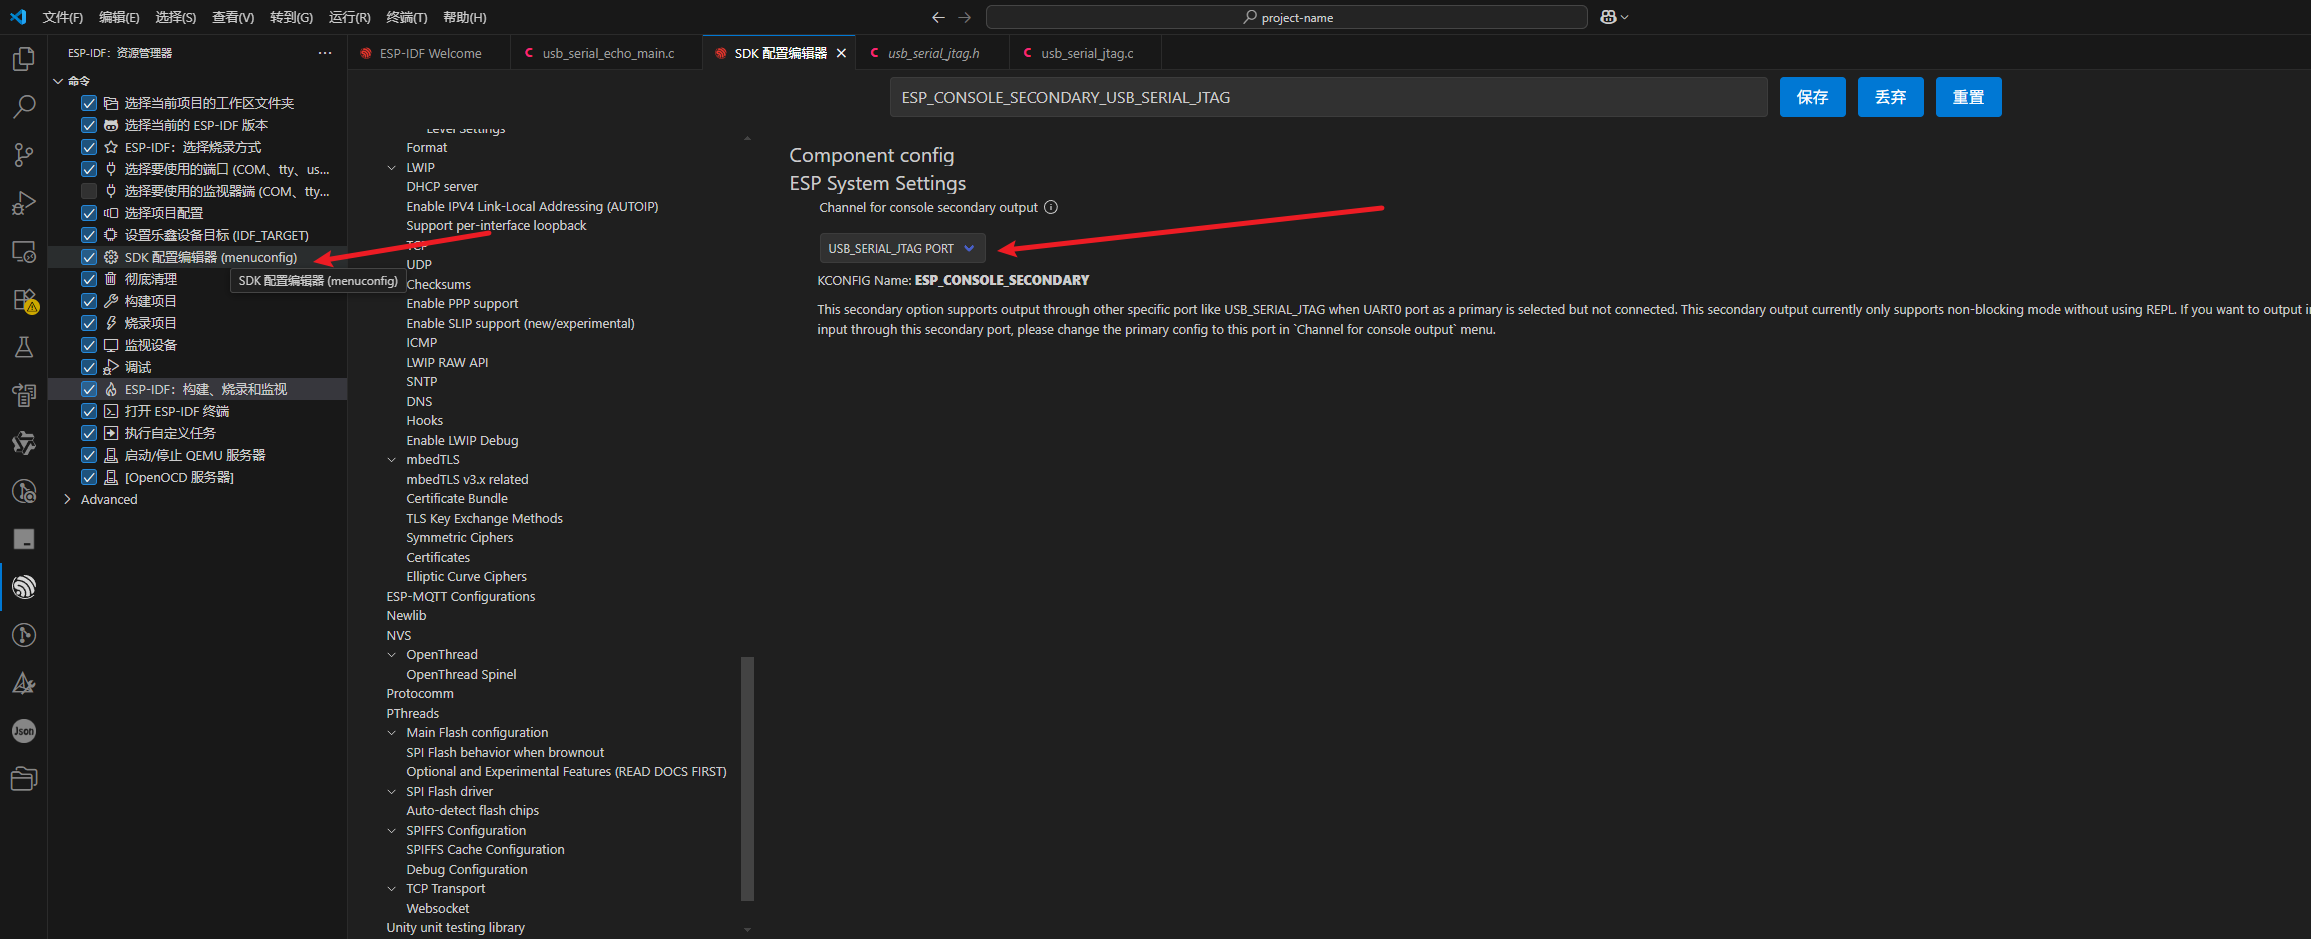 文件(F) 编辑(E) 选择(S) 查看(V) 转到(G) 运行(R) 终端(T) 帮助(H)
project-name
ESP-IDF：资源管理器
命令
选择当前项目的工作区文件夹
选择当前的 ESP-IDF 版本
ESP-IDF：选择烧录方式
选择要使用的端口 (COM、tty、us...
选择要使用的监视器端 (COM、tty...
选择项目配置
设置乐鑫设备目标 (IDF_TARGET)
SDK 配置编辑器 (menuconfig)
彻底清理
SDK 配置编辑器 (menuconfig)
构建项目
烧录项目
监视设备
调试
ESP-IDF：构建、烧录和监视
打开 ESP-IDF 终端
执行自定义任务
启动/停止 QEMU 服务器
[OpenOCD 服务器]
Advanced
ESP-IDF Welcome
usb_serial_echo_main.c
SDK 配置编辑器
usb_serial_jtag.h
usb_serial_jtag.c
ESP_CONSOLE_SECONDARY_USB_SERIAL_JTAG
保存
丢弃
重置
Level Settings
Format
LWIP
DHCP server
Enable IPV4 Link-Local Addressing (AUTOIP)
Support per-interface loopback
TCP
UDP
Checksums
Enable PPP support
Enable SLIP support (new/experimental)
ICMP
LWIP RAW API
SNTP
DNS
Hooks
Enable LWIP Debug
mbedTLS
mbedTLS v3.x related
Certificate Bundle
TLS Key Exchange Methods
Symmetric Ciphers
Certificates
Elliptic Curve Ciphers
ESP-MQTT Configurations
Newlib
NVS
OpenThread
OpenThread Spinel
Protocomm
PThreads
Main Flash configuration
SPI Flash behavior when brownout
Optional and Experimental Features (READ DOCS FIRST)
SPI Flash driver
Auto-detect flash chips
SPIFFS Configuration
SPIFFS Cache Configuration
Debug Configuration
TCP Transport
Websocket
Unity unit testing library
Component config
ESP System Settings
Channel for console secondary output
USB_SERIAL_JTAG PORT
KCONFIG Name: ESP_CONSOLE_SECONDARY
This secondary option supports output through other specific port like USB_SERIAL_JTAG when UART0 port as a primary is selected but not connected. This secondary output currently only supports non-blocking mode without using REPL. If you want to output i
input through this secondary port, please change the primary config to this port in `Channel for console output` menu.
Json